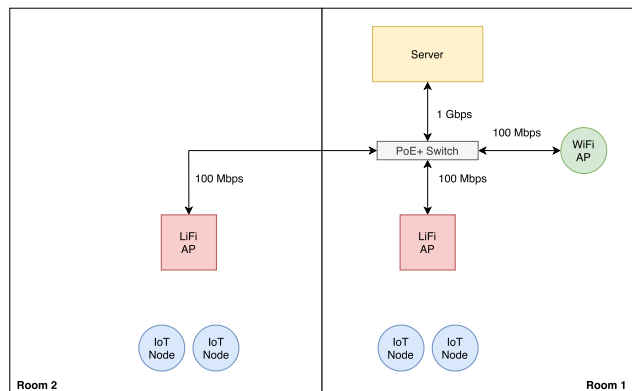 Server
1 Gbps
100 Mbps
PoE+ Switch
WiFi
AP
100 Mbps
100 Mbps
LiFi
AP
LiFi
AP
IoT
Node
IoT
Node
IoT
Node
IoT
Node
Room 2
Room 1